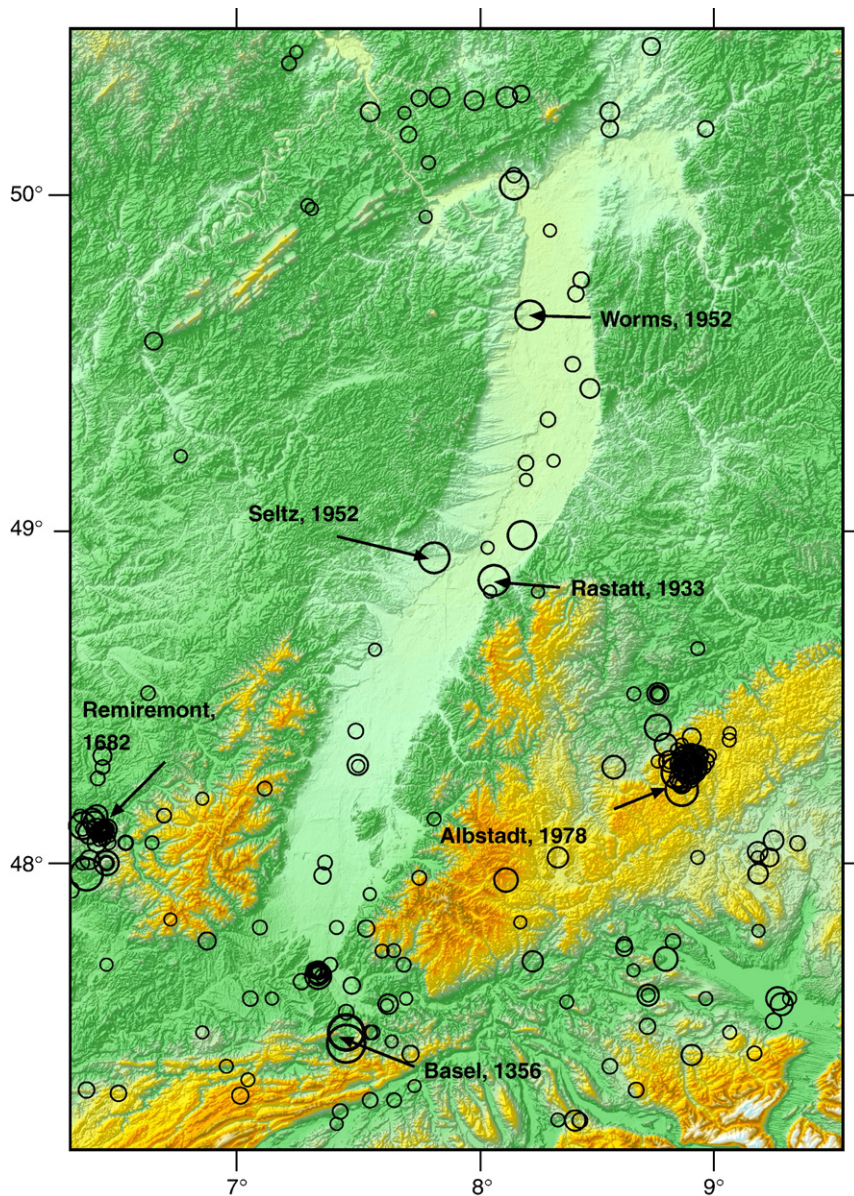 50°
Worms, 1952
Seltz, 1952
49°
Rastatt, 1933
Remiremont,
1682
Albstadt, 1978
48°
Basel, 1356
7°
8°
9°